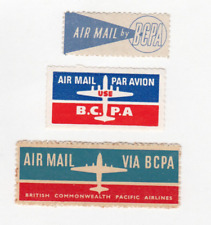 AIR MAIL by BCPA
AIR MAIL PAR AVION
USE
B.C.P.A
AIR MAIL VIA BCPA
BRITISH COMMONWEALTH PACIFIC AIRLINES